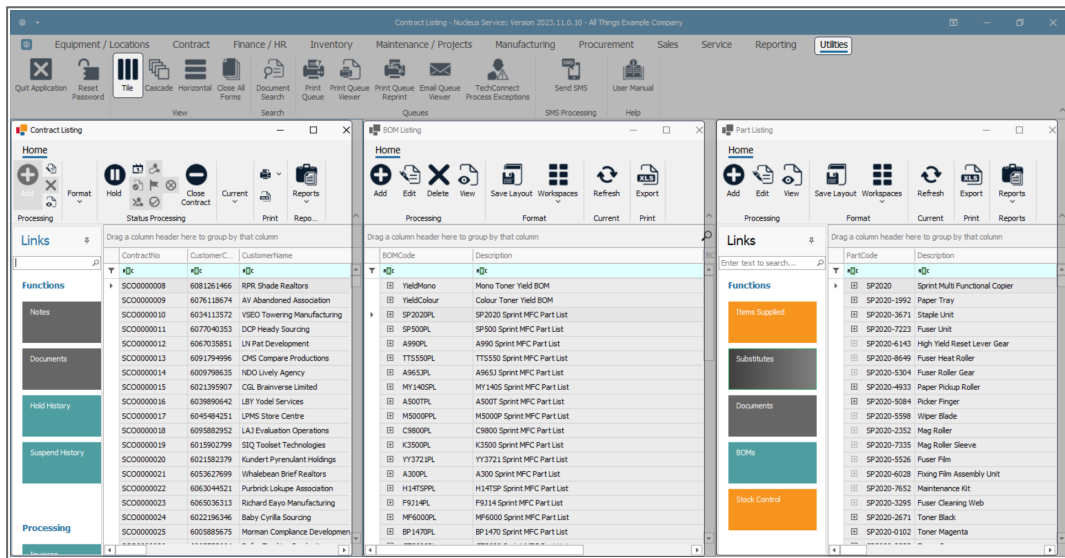 Contract Listing - Nucleus Service: Version 2023.11.0.10 - All Things Example Company
Equipment / Locations Contract Finance / HR Inventory Maintenance / Projects Manufacturing Procurement Sales Service Reporting Utilities
Quit Application Reset Password Tile Cascade Horizontal Close All Forms Document Search Print Queue Print Queue Viewer Print Queue Reprint Email Queue Viewer TechConnect Process Exceptions SMS Send SMS User Manual
View Search Queues SMS Processing Help
Contract Listing
Home
Add Format Hold Close Contract Current Reports
Processing Status Processing Print Repo...
Links
Functions
Notes
Documents
Hold History
Suspend History
Processing
Drag a column header here to group by that column
ContractNo CustomerC... CustomerName
SCO0000008 6081261466 RPR Shade Realtors
SCO0000009 6076118674 AV Abandoned Association
SCO0000010 6034113572 VSEO Towering Manufacturing
SCO0000011 6077040353 DCP Heady Sourcing
SCO0000012 6067035851 LN Pat Development
SCO0000013 6091794996 CMS Compare Productions
SCO0000014 6009798635 NDO Lively Agency
SCO0000015 6021395907 CGL Brainverse Limited
SCO0000016 6039890642 LBY Yodel Services
SCO0000017 6045484251 LPMS Store Centre
SCO0000018 6095882952 LAJ Evaluation Operations
SCO0000019 6015902799 SIQ Toolset Technologies
SCO0000020 6021582379 Kundert Pyrenulant Holdings
SCO0000021 6053627699 Whalebean Brief Realtors
SCO0000022 6063044521 Purbrick Lokupe Association
SCO0000023 6065036313 Richard Eayo Manufacturing
SCO0000024 6022196346 Baby Cyrilla Sourcing
SCO0000025 6005885675 Morman Compliance Developmen
BOM Listing
Home
Add Edit Delete View Save Layout Workspaces Refresh XLS Export
Processing Format Current Print
Drag a column header here to group by that column
BOMCode Description BO
YieldMono Mono Toner Yield BOM
YieldColour Colour Toner Yield BOM
SP2020PL SP2020 Sprint MFC Part List
SP500PL SP500 Sprint MFC Part List
A990PL A990 Sprint MFC Part List
TTS550PL TTS550 Sprint MFC Part List
A965JPL A965J Sprint MFC Part List
MY140SPL MY140S Sprint MFC Part List
A500TPL A500T Sprint MFC Part List
M5000PPL M5000P Sprint MFC Part List
C9800PL C9800 Sprint MFC Part List
K3500PL K3500 Sprint MFC Part List
YY3721PL YY3721 Sprint MFC Part List
A300PL A300 Sprint MFC Part List
H14TSPPL H14TSP Sprint MFC Part List
F9J14PL F9J14 Sprint MFC Part List
MF6000PL MF6000 Sprint MFC Part List
BP1470PL BP1470 Sprint MFC Part List
Part Listing
Home
Add Edit View Save Layout Workspaces Refresh XLS Export Reports
Processing Format Current Print Reports
Links
Enter text to search...
Functions
Items Supplied
Substitutes
Documents
BOMs
Stock Control
Drag a column header here to group by that column
PartCode Description
SP2020 Sprint Multi Functional Copier
SP2020-1992 Paper Tray
SP2020-3671 Staple Unit
SP2020-7223 Fuser Unit
SP2020-6143 High Yield Reset Lever Gear
SP2020-8649 Fuser Heat Roller
SP2020-5304 Fuser Roller Gear
SP2020-4933 Paper Pickup Roller
SP2020-5084 Picker Finger
SP2020-5598 Wiper Blade
SP2020-2352 Mag Roller
SP2020-7335 Mag Roller Sleeve
SP2020-5526 Fuser Film
SP2020-6028 Fixing Film Assembly Unit
SP2020-7652 Maintenance Kit
SP2020-3295 Fuser Cleaning Web
SP2020-2671 Toner Black
SP2020-0102 Toner Magenta